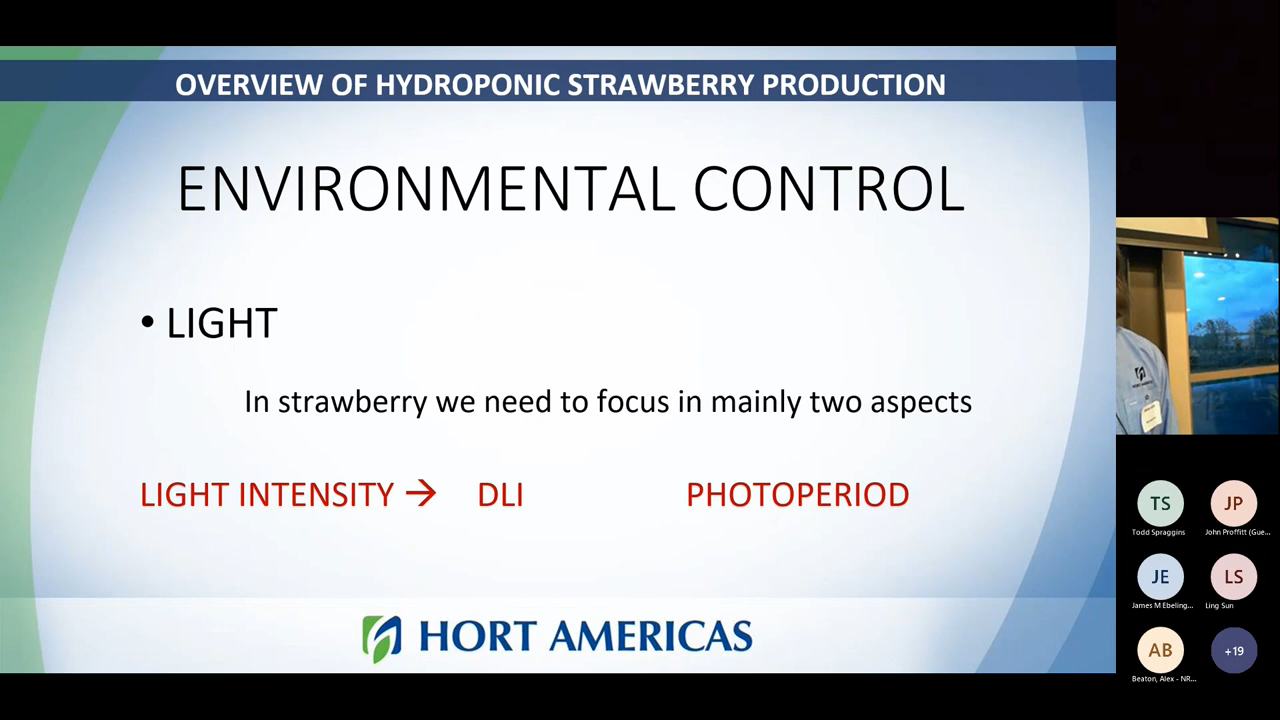 OVERVIEW OF HYDROPONIC STRAWBERRY PRODUCTION
ENVIRONMENTAL CONTROL
• LIGHT
In strawberry we need to focus in mainly two aspects
LIGHT INTENSITY → DLI PHOTOPERIOD
HORT AMERICAS
TS JP
Todd Spraggins John Proffitt (Gue...
JE LS
James M Ebeling... Ling Sun
AB +19
Beaton, Alex - NR...